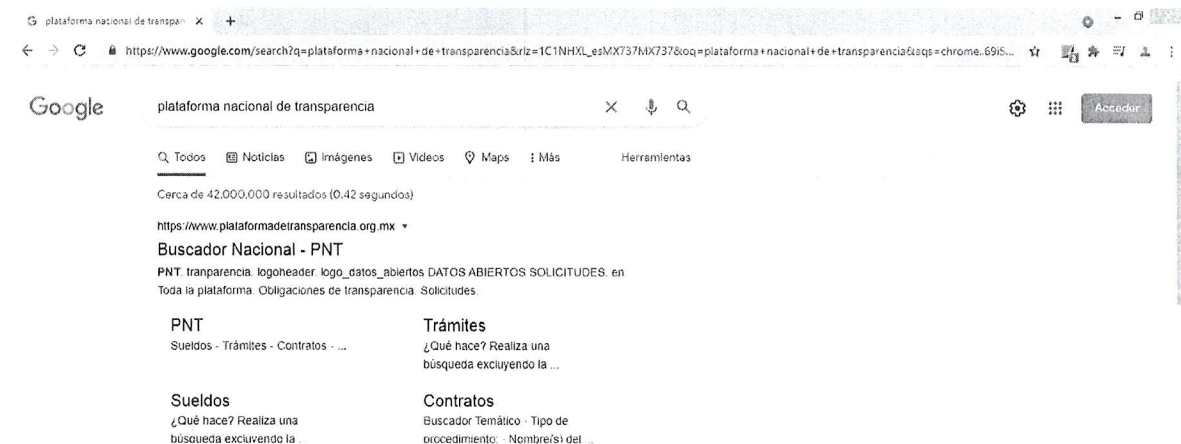 G plataforma nacional de transpar × +
https://www.google.com/search?q=plataforma+nacional+de+transparencia&rlz=1C1NHXL_esMX737MX737&oq=plataforma+nacional+de+transparencia&aqs=chrome..69i5...
Google
plataforma nacional de transparencia
Acceder
Todos Noticias Imágenes Videos Maps Más Herramientas
Cerca de 42,000,000 resultados (0.42 segundos)
https://www.plataformadetransparencia.org.mx
Buscador Nacional - PNT
PNT. tranparencia. logoheader. logo_datos_abiertos DATOS ABIERTOS SOLICITUDES. en
Toda la plataforma. Obligaciones de transparencia. Solicitudes.
PNT Trámites
Sueldos - Trámites - Contratos - ... ¿Qué hace? Realiza una
búsqueda excluyendo la ...
Sueldos Contratos
¿Qué hace? Realiza una Buscador Temático · Tipo de
búsqueda excluyendo la ... procedimiento: · Nombre(s) del ...